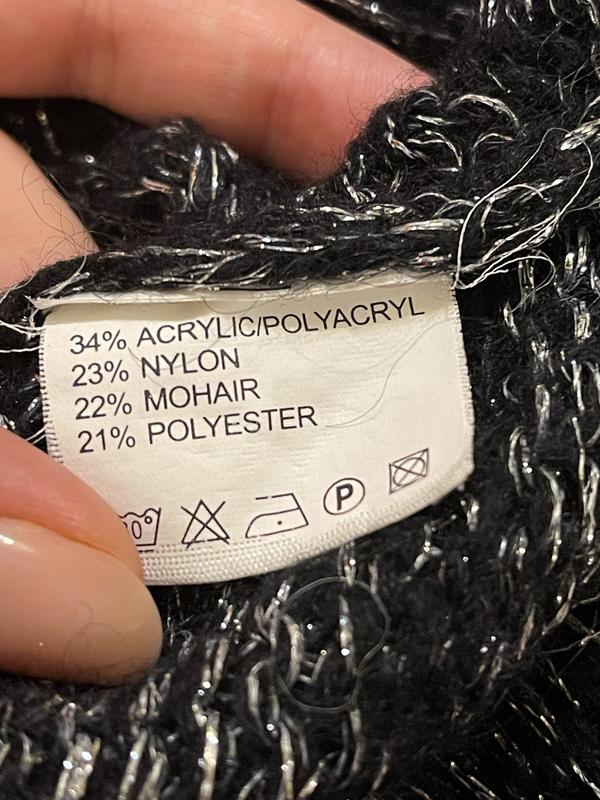 34% ACRYLIC/POLYACRYL
23% NYLON
22% MOHAIR
21% POLYESTER
P